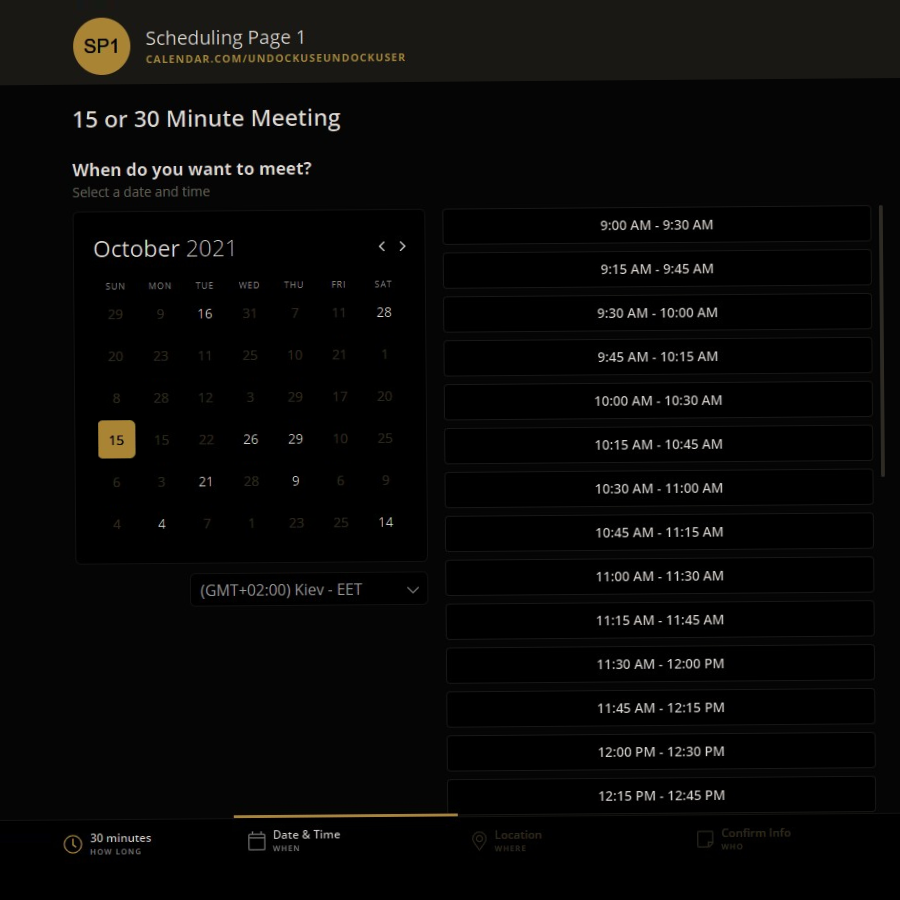 SP1
Scheduling Page 1
CALENDAR.COM/UNDOCKUSEUNDOCKUSER
15 or 30 Minute Meeting
When do you want to meet?
Select a date and time
October 2021
SUN MON TUE WED THU FRI SAT
29 9 16 31 7 11 28
20 23 11 25 10 21 1
8 28 12 3 29 17 20
15 15 22 26 29 10 25
6 3 21 28 9 6 9
4 4 7 1 23 25 14
(GMT+02:00) Kiev - EET
9:00 AM - 9:30 AM
9:15 AM - 9:45 AM
9:30 AM - 10:00 AM
9:45 AM - 10:15 AM
10:00 AM - 10:30 AM
10:15 AM - 10:45 AM
10:30 AM - 11:00 AM
10:45 AM - 11:15 AM
11:00 AM - 11:30 AM
11:15 AM - 11:45 AM
11:30 AM - 12:00 PM
11:45 AM - 12:15 PM
12:00 PM - 12:30 PM
12:15 PM - 12:45 PM
30 minutes
HOW LONG
Date & Time
WHEN
Location
WHERE
Confirm Info
WHO